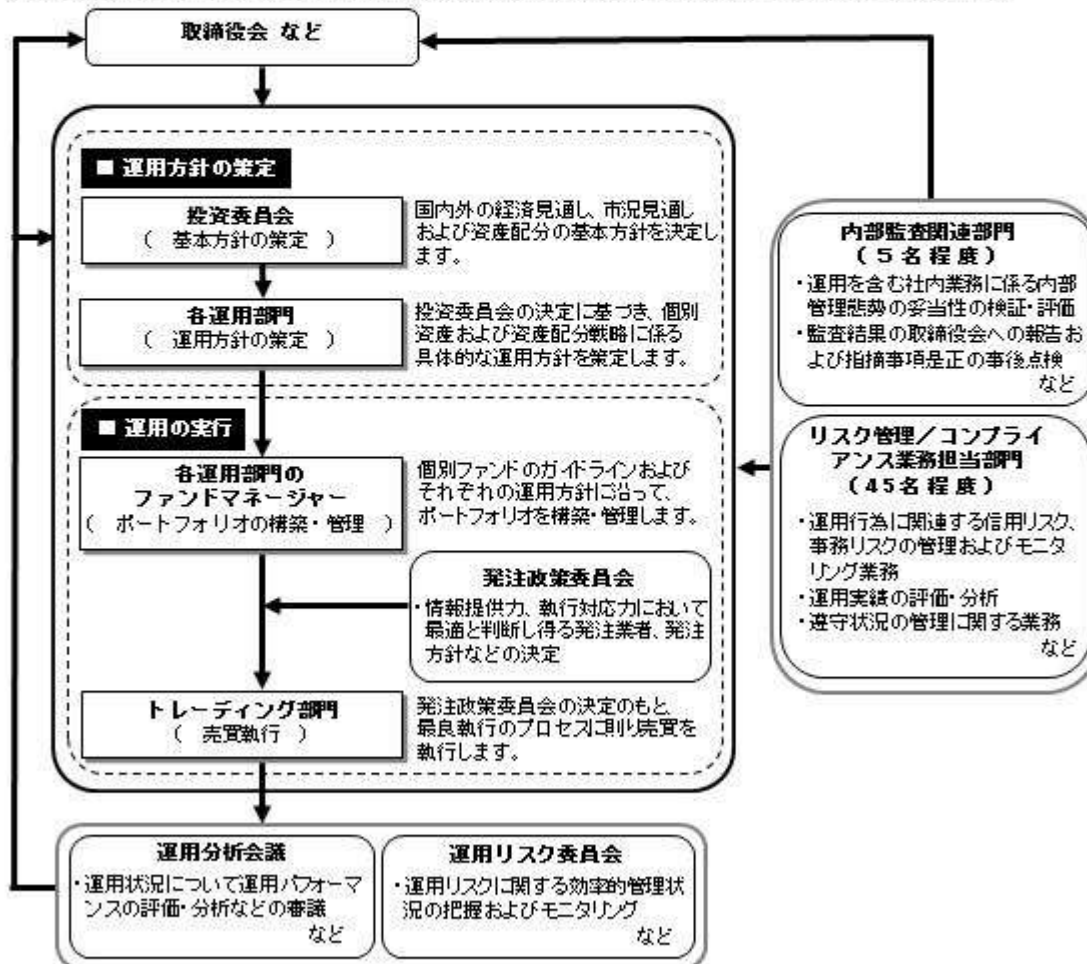 取締役会 など
■ 運用方針の策定
投資委員会
（ 基本方針の策定 ）
国内外の経済見通し、市況見通し
および資産配分の基本方針を決定し
ます。
各運用部門
（ 運用方針の策定 ）
投資委員会の決定に基づき、個別
資産および資産配分戦略に係る
具体的な運用方針を策定します。
■ 運用の実行
各運用部門の
ファンドマネージャー
（ ポートフォリオの構築・管理 ）
個別ファンドのガイドラインおよび
それぞれの運用方針に沿って、
ポートフォリオを構築・管理します。
発注政策委員会
・情報提供力、執行対応力において
最適と判断し得る発注業者、発注
方針などの決定
トレーディング部門
（ 売買執行 ）
発注政策委員会の決定のもと、
最良執行のプロセスに則り売買を
執行します。
運用分析会議
・運用状況について運用パフォーマ
ンスの評価・分析などの審議
など
運用リスク委員会
・運用リスクに関する効率的管理状
況の把握およびモニタリング
など
内部監査関連部門
（５名程度）
・運用を含む社内業務に係る内部
管理態勢の妥当性の検証・評価
・監査結果の取締役会への報告お
よび指摘事項是正の事後点検
など
リスク管理／コンプライ
アンス業務担当部門
（45名程度）
・運用行為に関連する信用リスク、
事務リスクの管理およびモニタ
リング業務
・運用実績の評価・分析
・遵守状況の管理に関する業務
など